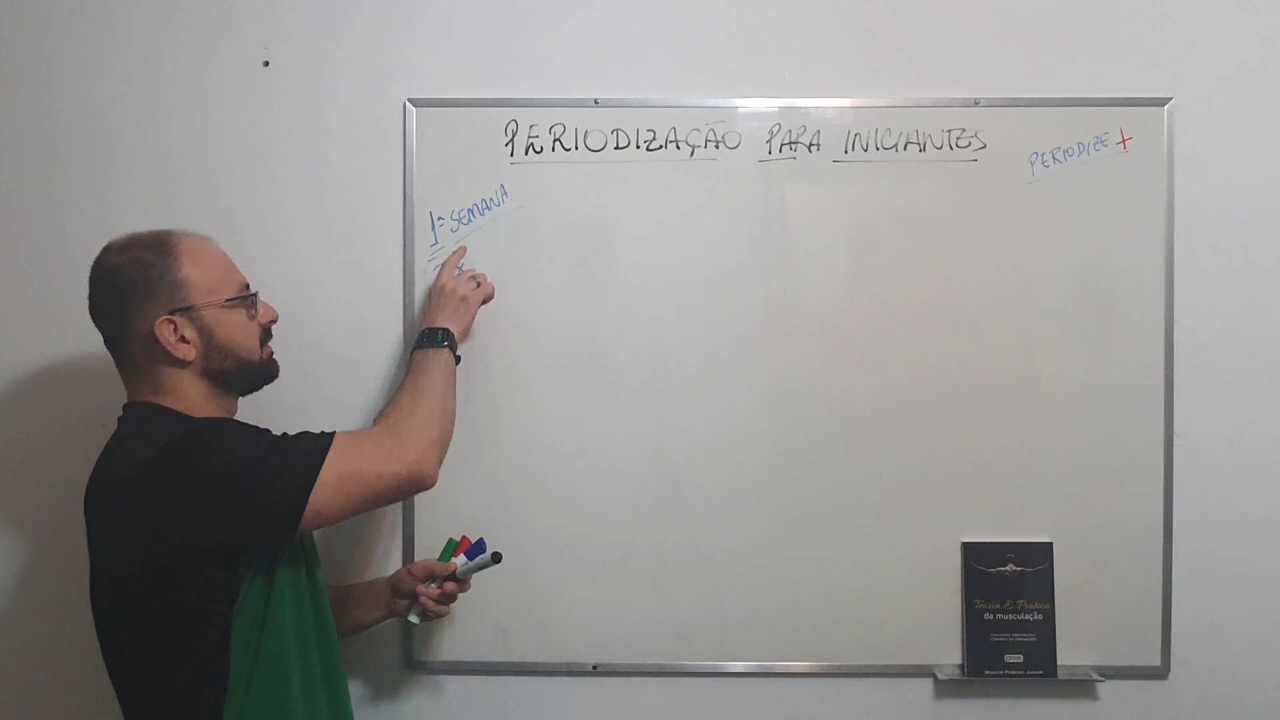 PERIODIZAÇÃO PARA INICIANTES
PERIODIZE +
1ª SEMANA
Teoria & Prática
da musculação